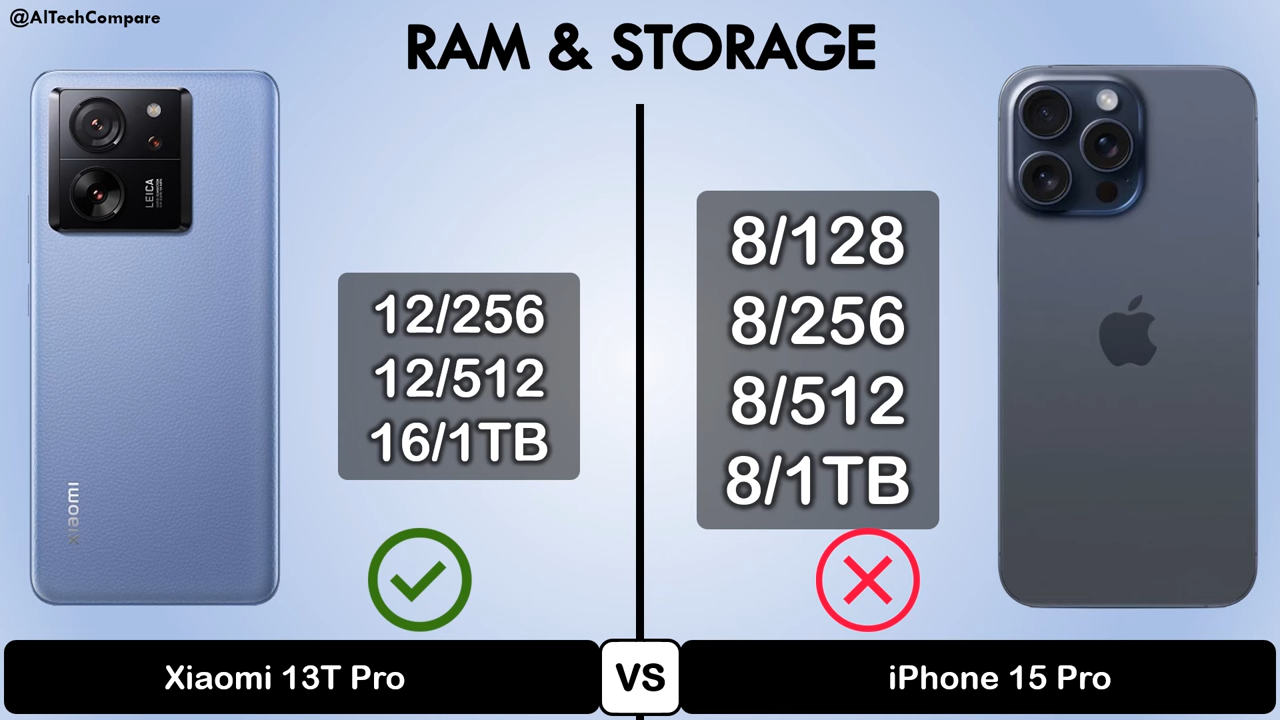 @AITechCompare
RAM & STORAGE
LEICA
xiaomi
12/256
12/512
16/1TB
8/128
8/256
8/512
8/1TB
Xiaomi 13T Pro
VS
iPhone 15 Pro